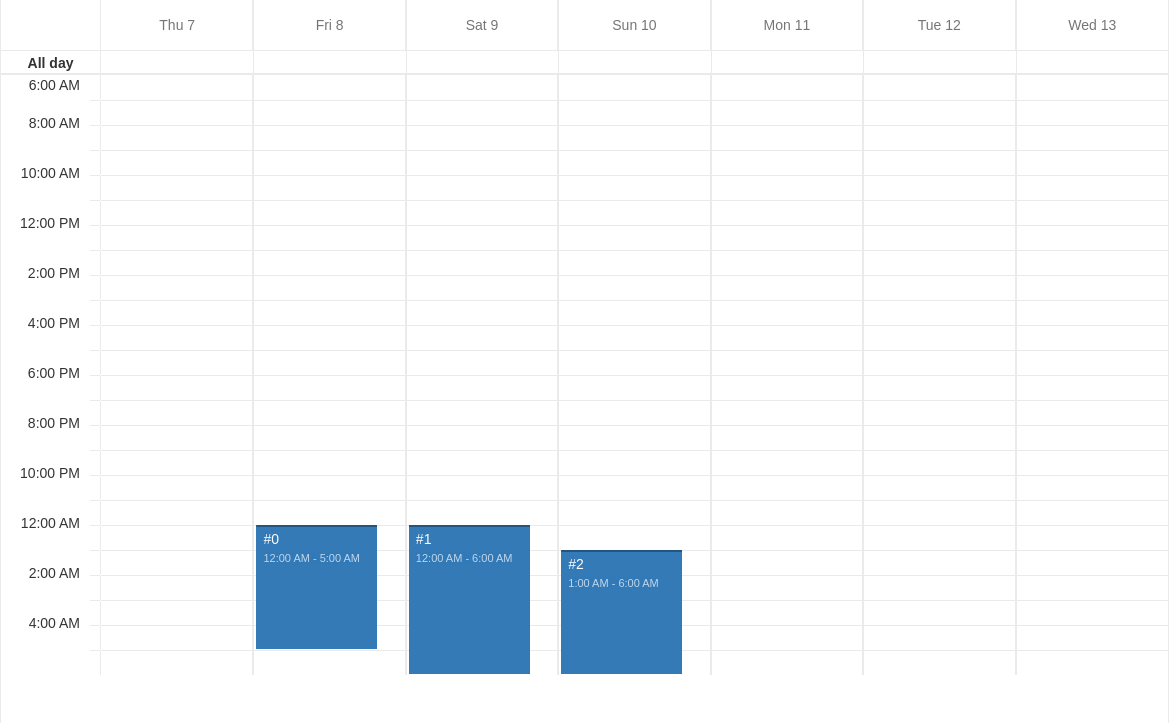 Thu 7
Fri 8
Sat 9
Sun 10
Mon 11
Tue 12
Wed 13
All day
6:00 AM
8:00 AM
10:00 AM
12:00 PM
2:00 PM
4:00 PM
6:00 PM
8:00 PM
10:00 PM
12:00 AM
2:00 AM
4:00 AM
#0
12:00 AM - 5:00 AM
#1
12:00 AM - 6:00 AM
#2
1:00 AM - 6:00 AM